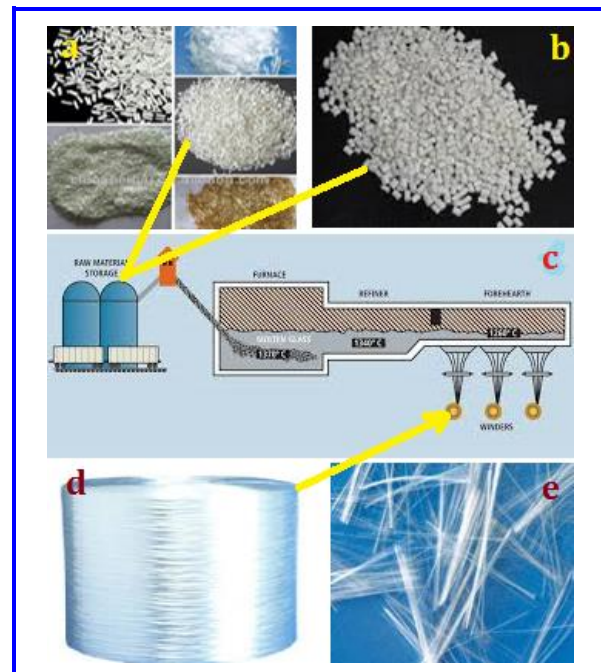 a
b
RAW MATERIAL
STORAGE
FURNACE
REFINER
FOREHEARTH
c
MOLTEN GLASS
1370° C
1340° C
1260° C
WINDERS
d
e